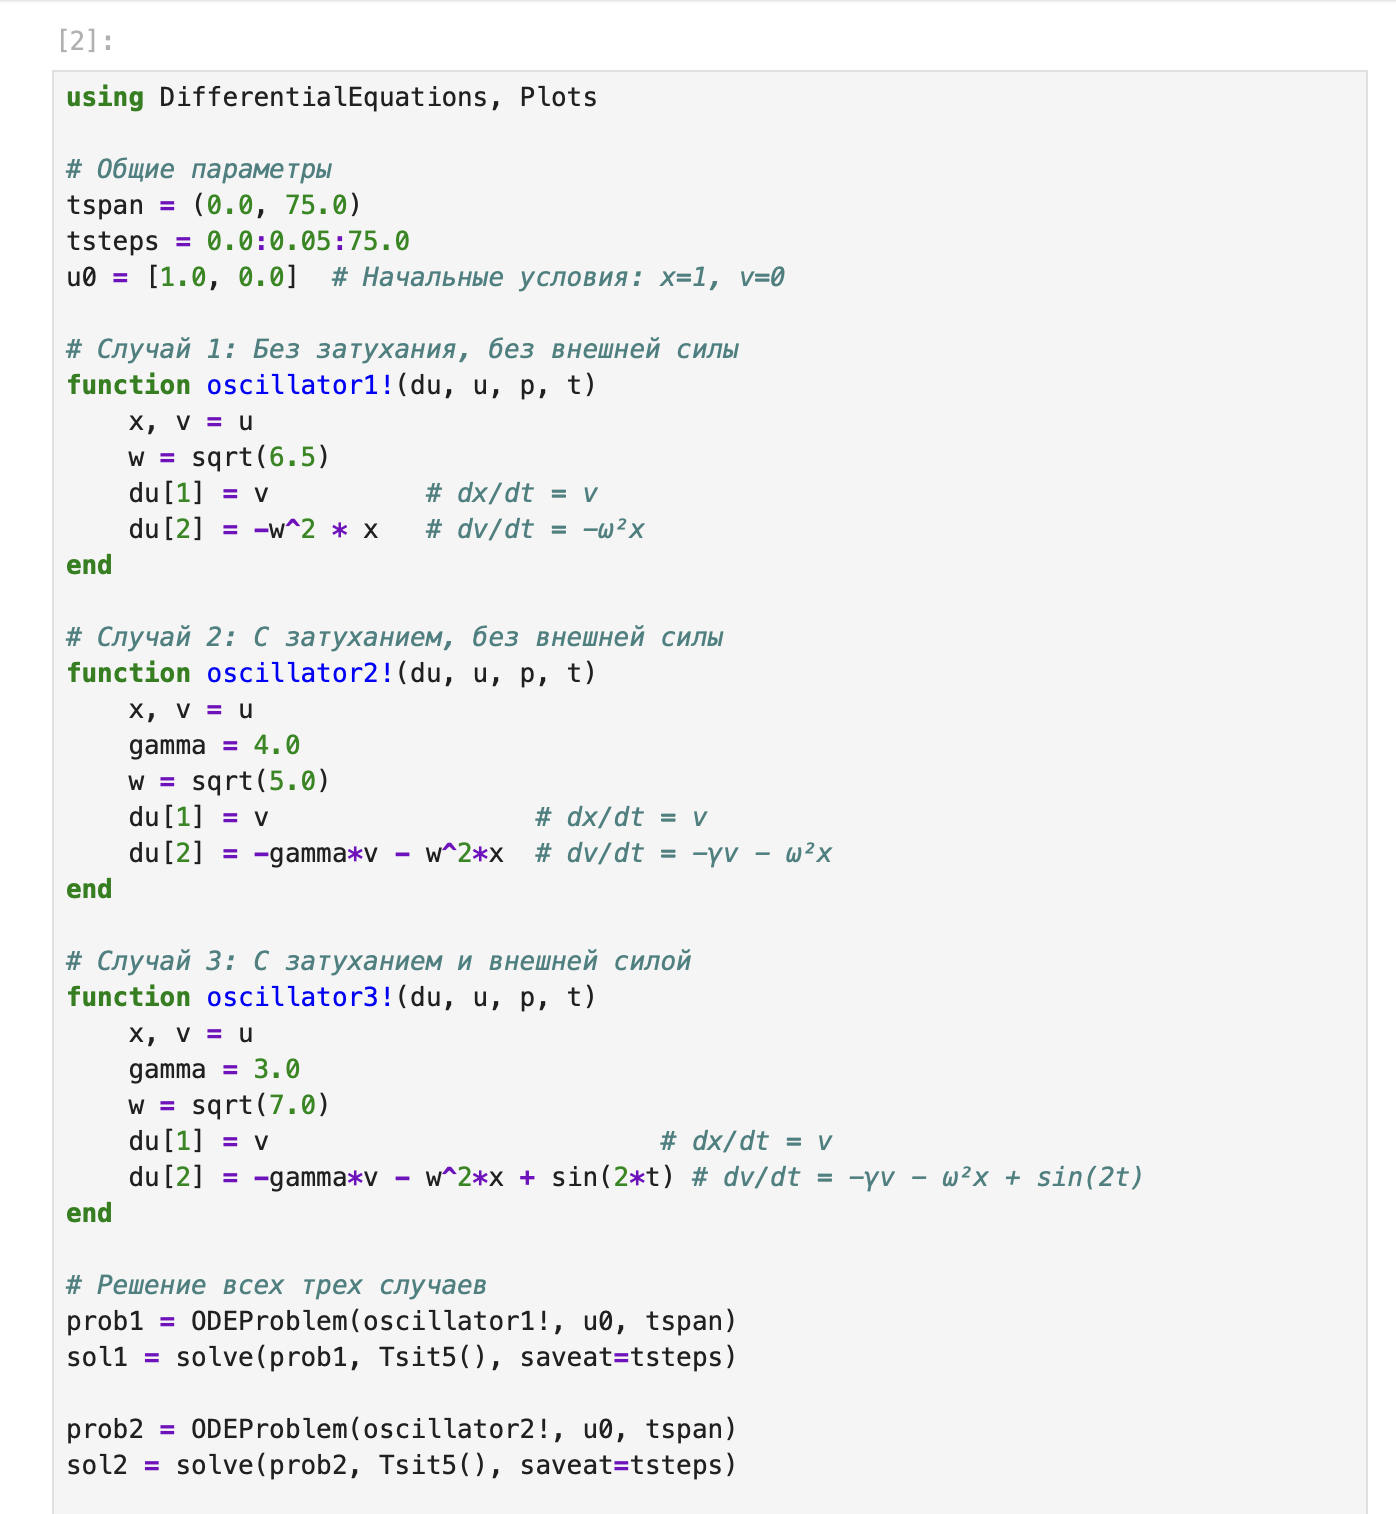 [2]:
using DifferentialEquations, Plots
# Общие параметры
tspan = (0.0, 75.0)
tsteps = 0.0:0.05:75.0
u0 = [1.0, 0.0]  # Начальные условия: x=1, v=0
# Случай 1: Без затухания, без внешней силы
function oscillator1!(du, u, p, t)
    x, v = u
    w = sqrt(6.5)
    du[1] = v          # dx/dt = v
    du[2] = -w^2 * x   # dv/dt = -ω²x
end
# Случай 2: С затуханием, без внешней силы
function oscillator2!(du, u, p, t)
    x, v = u
    gamma = 4.0
    w = sqrt(5.0)
    du[1] = v                 # dx/dt = v
    du[2] = -gamma*v - w^2*x  # dv/dt = -γv - ω²x
end
# Случай 3: С затуханием и внешней силой
function oscillator3!(du, u, p, t)
    x, v = u
    gamma = 3.0
    w = sqrt(7.0)
    du[1] = v                         # dx/dt = v
    du[2] = -gamma*v - w^2*x + sin(2*t) # dv/dt = -γv - ω²x + sin(2t)
end
# Решение всех трех случаев
prob1 = ODEProblem(oscillator1!, u0, tspan)
sol1 = solve(prob1, Tsit5(), saveat=tsteps)
prob2 = ODEProblem(oscillator2!, u0, tspan)
sol2 = solve(prob2, Tsit5(), saveat=tsteps)